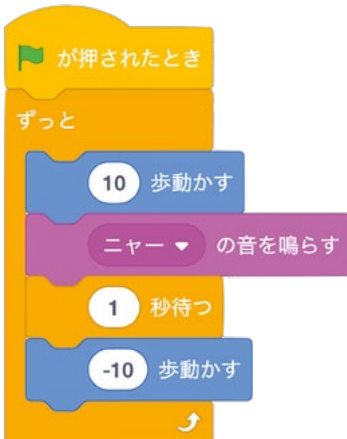 が押されたとき
ずっと
10 歩動かす
ニャー の音を鳴らす
1 秒待つ
-10 歩動かす